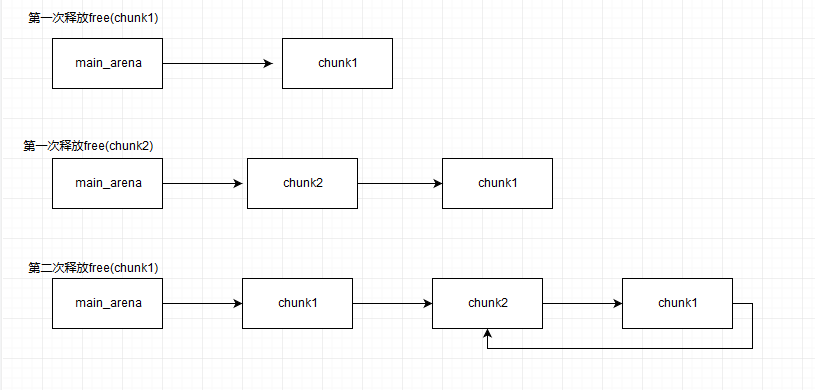 第一次释放free(chunk1)
main_arena
chunk1
第一次释放free(chunk2)
main_arena
chunk2
chunk1
第二次释放free(chunk1)
main_arena
chunk1
chunk2
chunk1